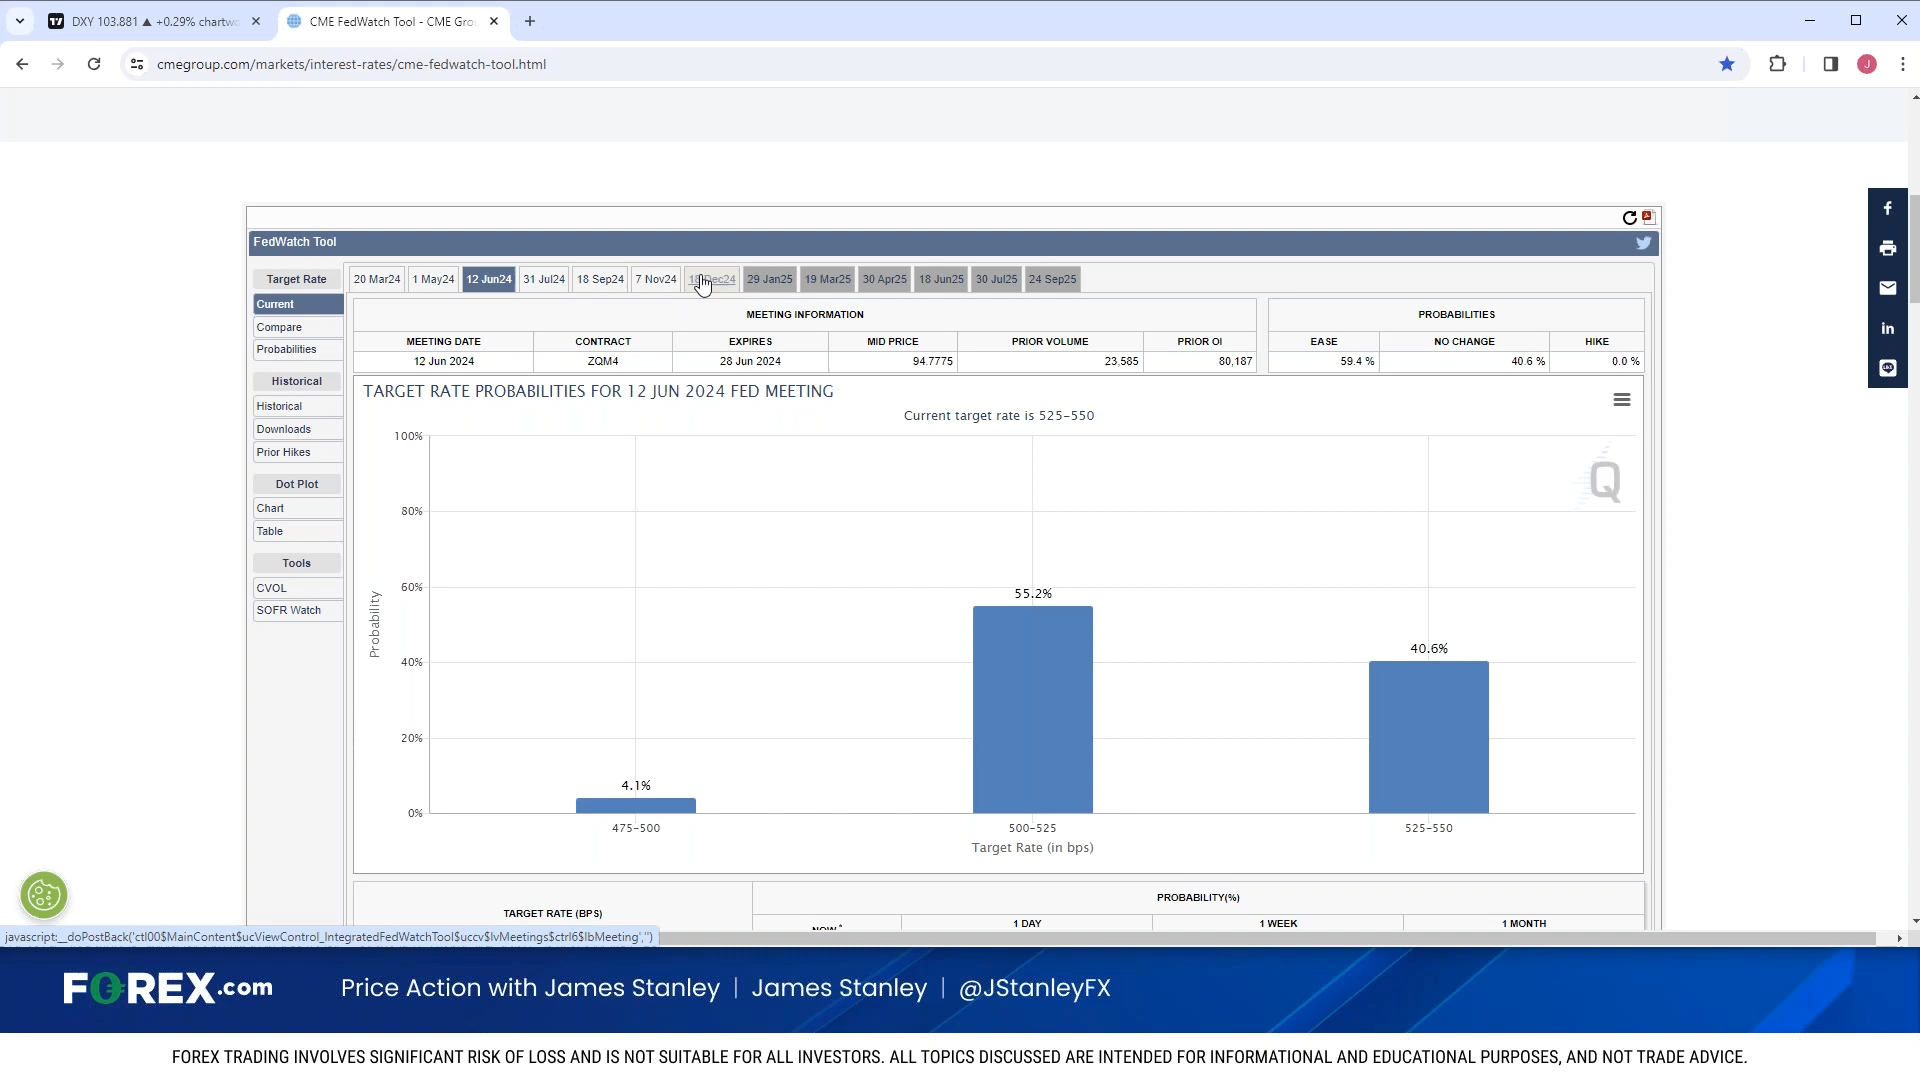 DXY 103.881 ▲ +0.29% chartwo
CME FedWatch Tool - CME Gro
cmegroup.com/markets/interest-rates/cme-fedwatch-tool.html
J
FedWatch Tool
Target Rate
20 Mar24 1 May24 12 Jun24 31 Jul24 18 Sep24 7 Nov24 18 Dec24 29 Jan25 19 Mar25 30 Apr25 18 Jun25 30 Jul25 24 Sep25
Current
Compare
Probabilities
Historical
Historical
Downloads
Prior Hikes
Dot Plot
Chart
Table
Tools
CVOL
SOFR Watch
MEETING INFORMATION
MEETING DATE CONTRACT EXPIRES MID PRICE PRIOR VOLUME PRIOR OI
12 Jun 2024 ZQM4 28 Jun 2024 94.7775 23,585 80,187
PROBABILITIES
EASE NO CHANGE HIKE
59.4 % 40.6 % 0.0 %
TARGET RATE PROBABILITIES FOR 12 JUN 2024 FED MEETING
Current target rate is 525-550
Q
Probability
100%
80%
60%
40%
20%
0%
4.1%
55.2%
40.6%
475-500 500-525 525-550
Target Rate (in bps)
TARGET RATE (BPS)
PROBABILITY(%)
NOW * 1 DAY 1 WEEK 1 MONTH
javascript:__doPostBack('ctl00$MainContent$ucViewControl_IntegratedFedWatchTool$uccv$lvMeetings$ctrl6$lbMeeting','')
FOREX.com
Price Action with James Stanley | James Stanley | @JStanleyFX
FOREX TRADING INVOLVES SIGNIFICANT RISK OF LOSS AND IS NOT SUITABLE FOR ALL INVESTORS. ALL TOPICS DISCUSSED ARE INTENDED FOR INFORMATIONAL AND EDUCATIONAL PURPOSES, AND NOT TRADE ADVICE.